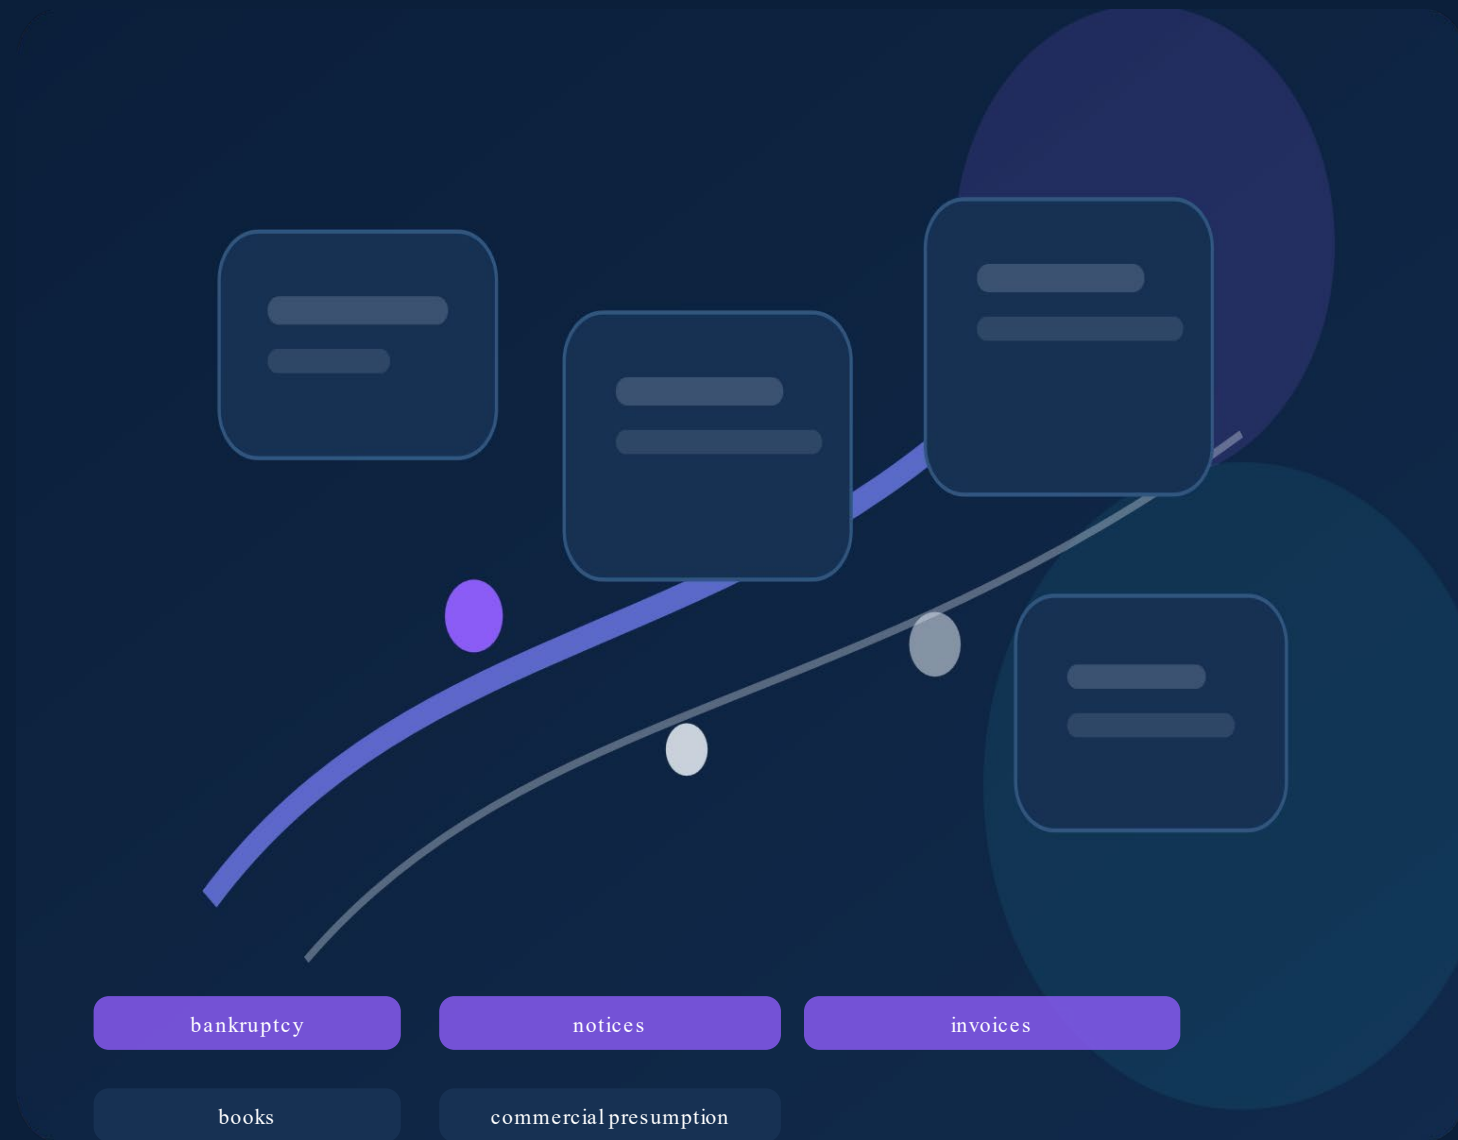 bankruptcy
notices
invoices
books
commercial presumption